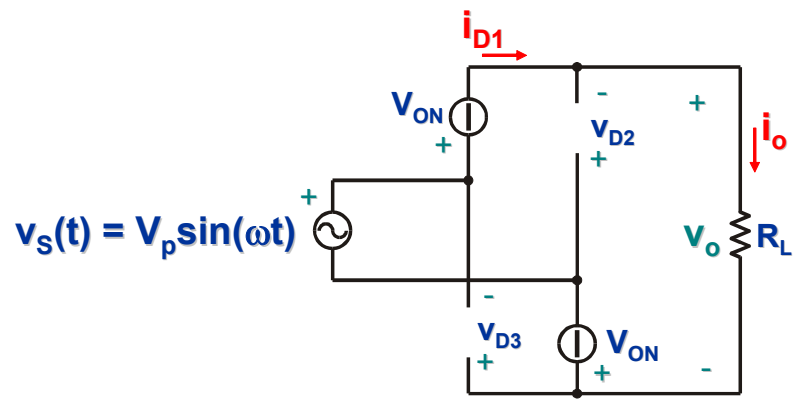 iD1
VON
+
-
vD2
+
+
io
+
vS(t) = Vpsin(ωt)
vo
RL
-
vD3
+
VON
+
-